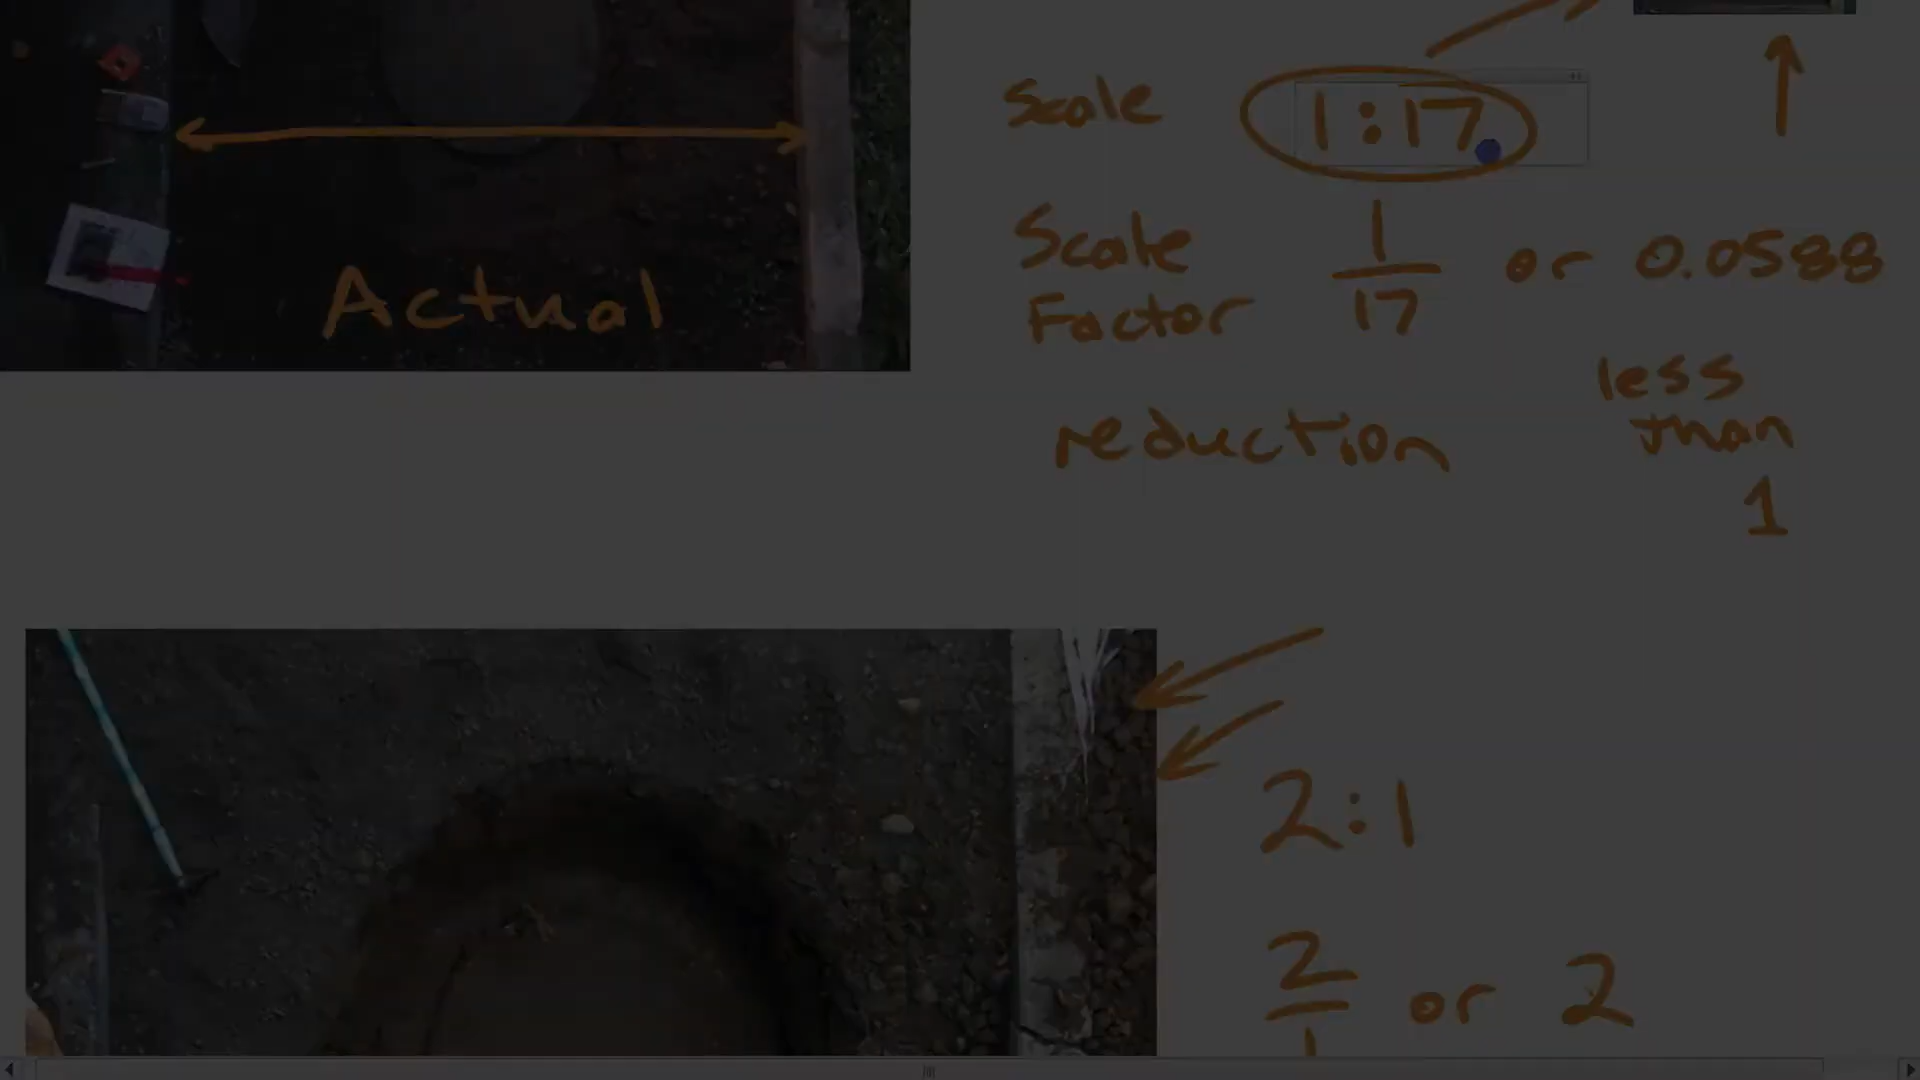 Scale 1:17
Scale
Factor
1
17
or 0.0588
less
than
1
reduction
Actual
2:1
2
1
or 2